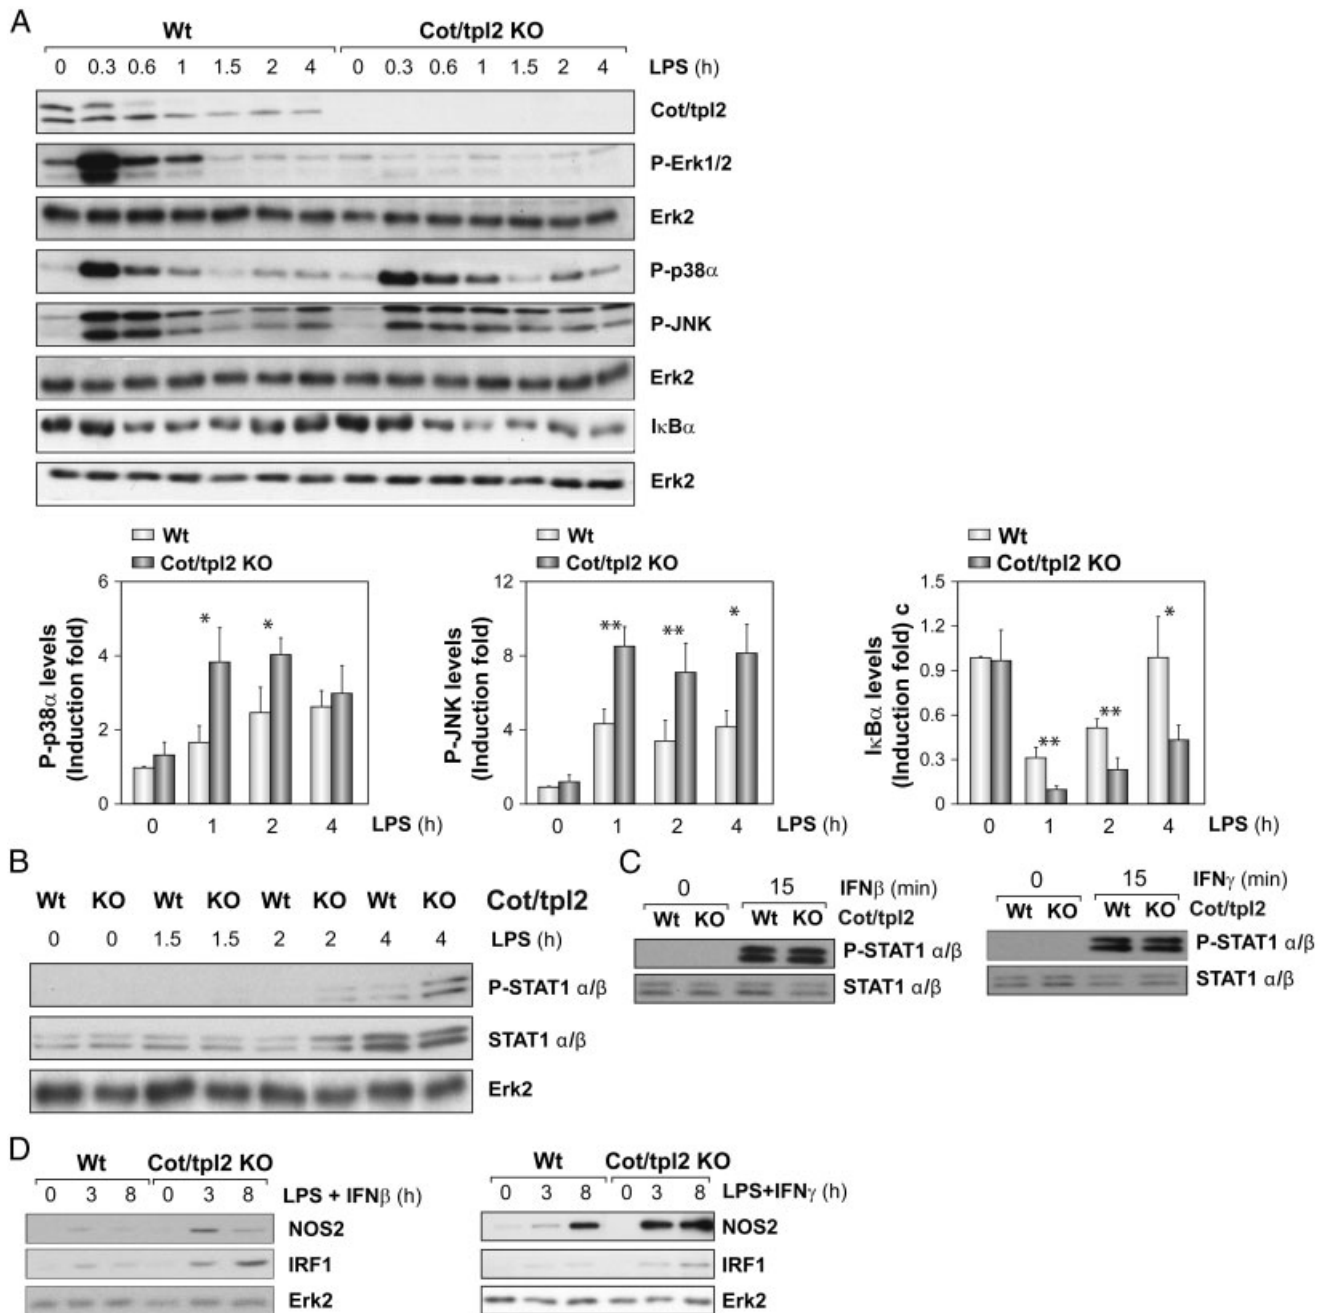 A
Wt Cot/tpl2 KO
0 0.3 0.6 1 1.5 2 4 0 0.3 0.6 1 1.5 2 4 LPS (h)
Cot/tpl2
P-Erk1/2
Erk2
P-p38α
P-JNK
Erk2
IκBα
Erk2
Wt
Cot/tpl2 KO
P-p38α levels
(Induction fold)
6
4
2
0
0 1 2 4 LPS (h)
* *
Wt
Cot/tpl2 KO
P-JNK levels
(Induction fold)
12
8
4
0
0 1 2 4 LPS (h)
** ** *
Wt
Cot/tpl2 KO
IκBα levels
(Induction fold) c
1.5
1.2
0.9
0.6
0.3
0
0 1 2 4 LPS (h)
** ** *
B
Wt KO Wt KO Wt KO Wt KO Cot/tpl2
0 0 1.5 1.5 2 2 4 4 LPS (h)
P-STAT1 α/β
STAT1 α/β
Erk2
C
0 15 IFNβ (min)
Wt KO Wt KO Cot/tpl2
P-STAT1 α/β
STAT1 α/β
0 15 IFNγ (min)
Wt KO Wt KO Cot/tpl2
P-STAT1 α/β
STAT1 α/β
D
Wt Cot/tpl2 KO
0 3 8 0 3 8 LPS + IFNβ (h)
NOS2
IRF1
Erk2
Wt Cot/tpl2 KO
0 3 8 0 3 8 LPS+IFNγ (h)
NOS2
IRF1
Erk2